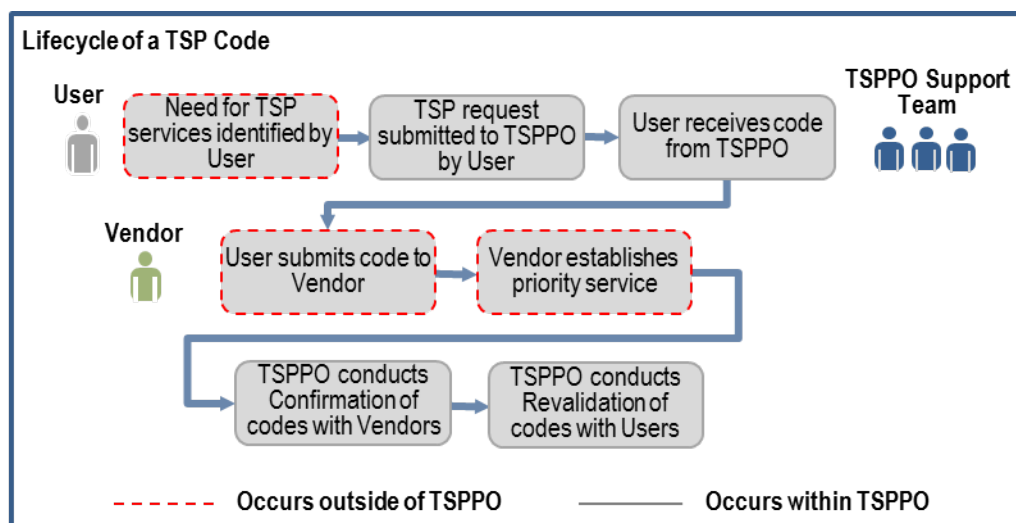 Lifecycle of a TSP Code
User
Need for TSP
services identified by
User
TSP request
submitted to TSPPO
by User
User receives code
from TSPPO
TSPPO Support
Team
Vendor
User submits code to
Vendor
Vendor establishes
priority service
TSPPO conducts
Confirmation of
codes with Vendors
TSPPO conducts
Revalidation of
codes with Users
Occurs outside of TSPPO
Occurs within TSPPO